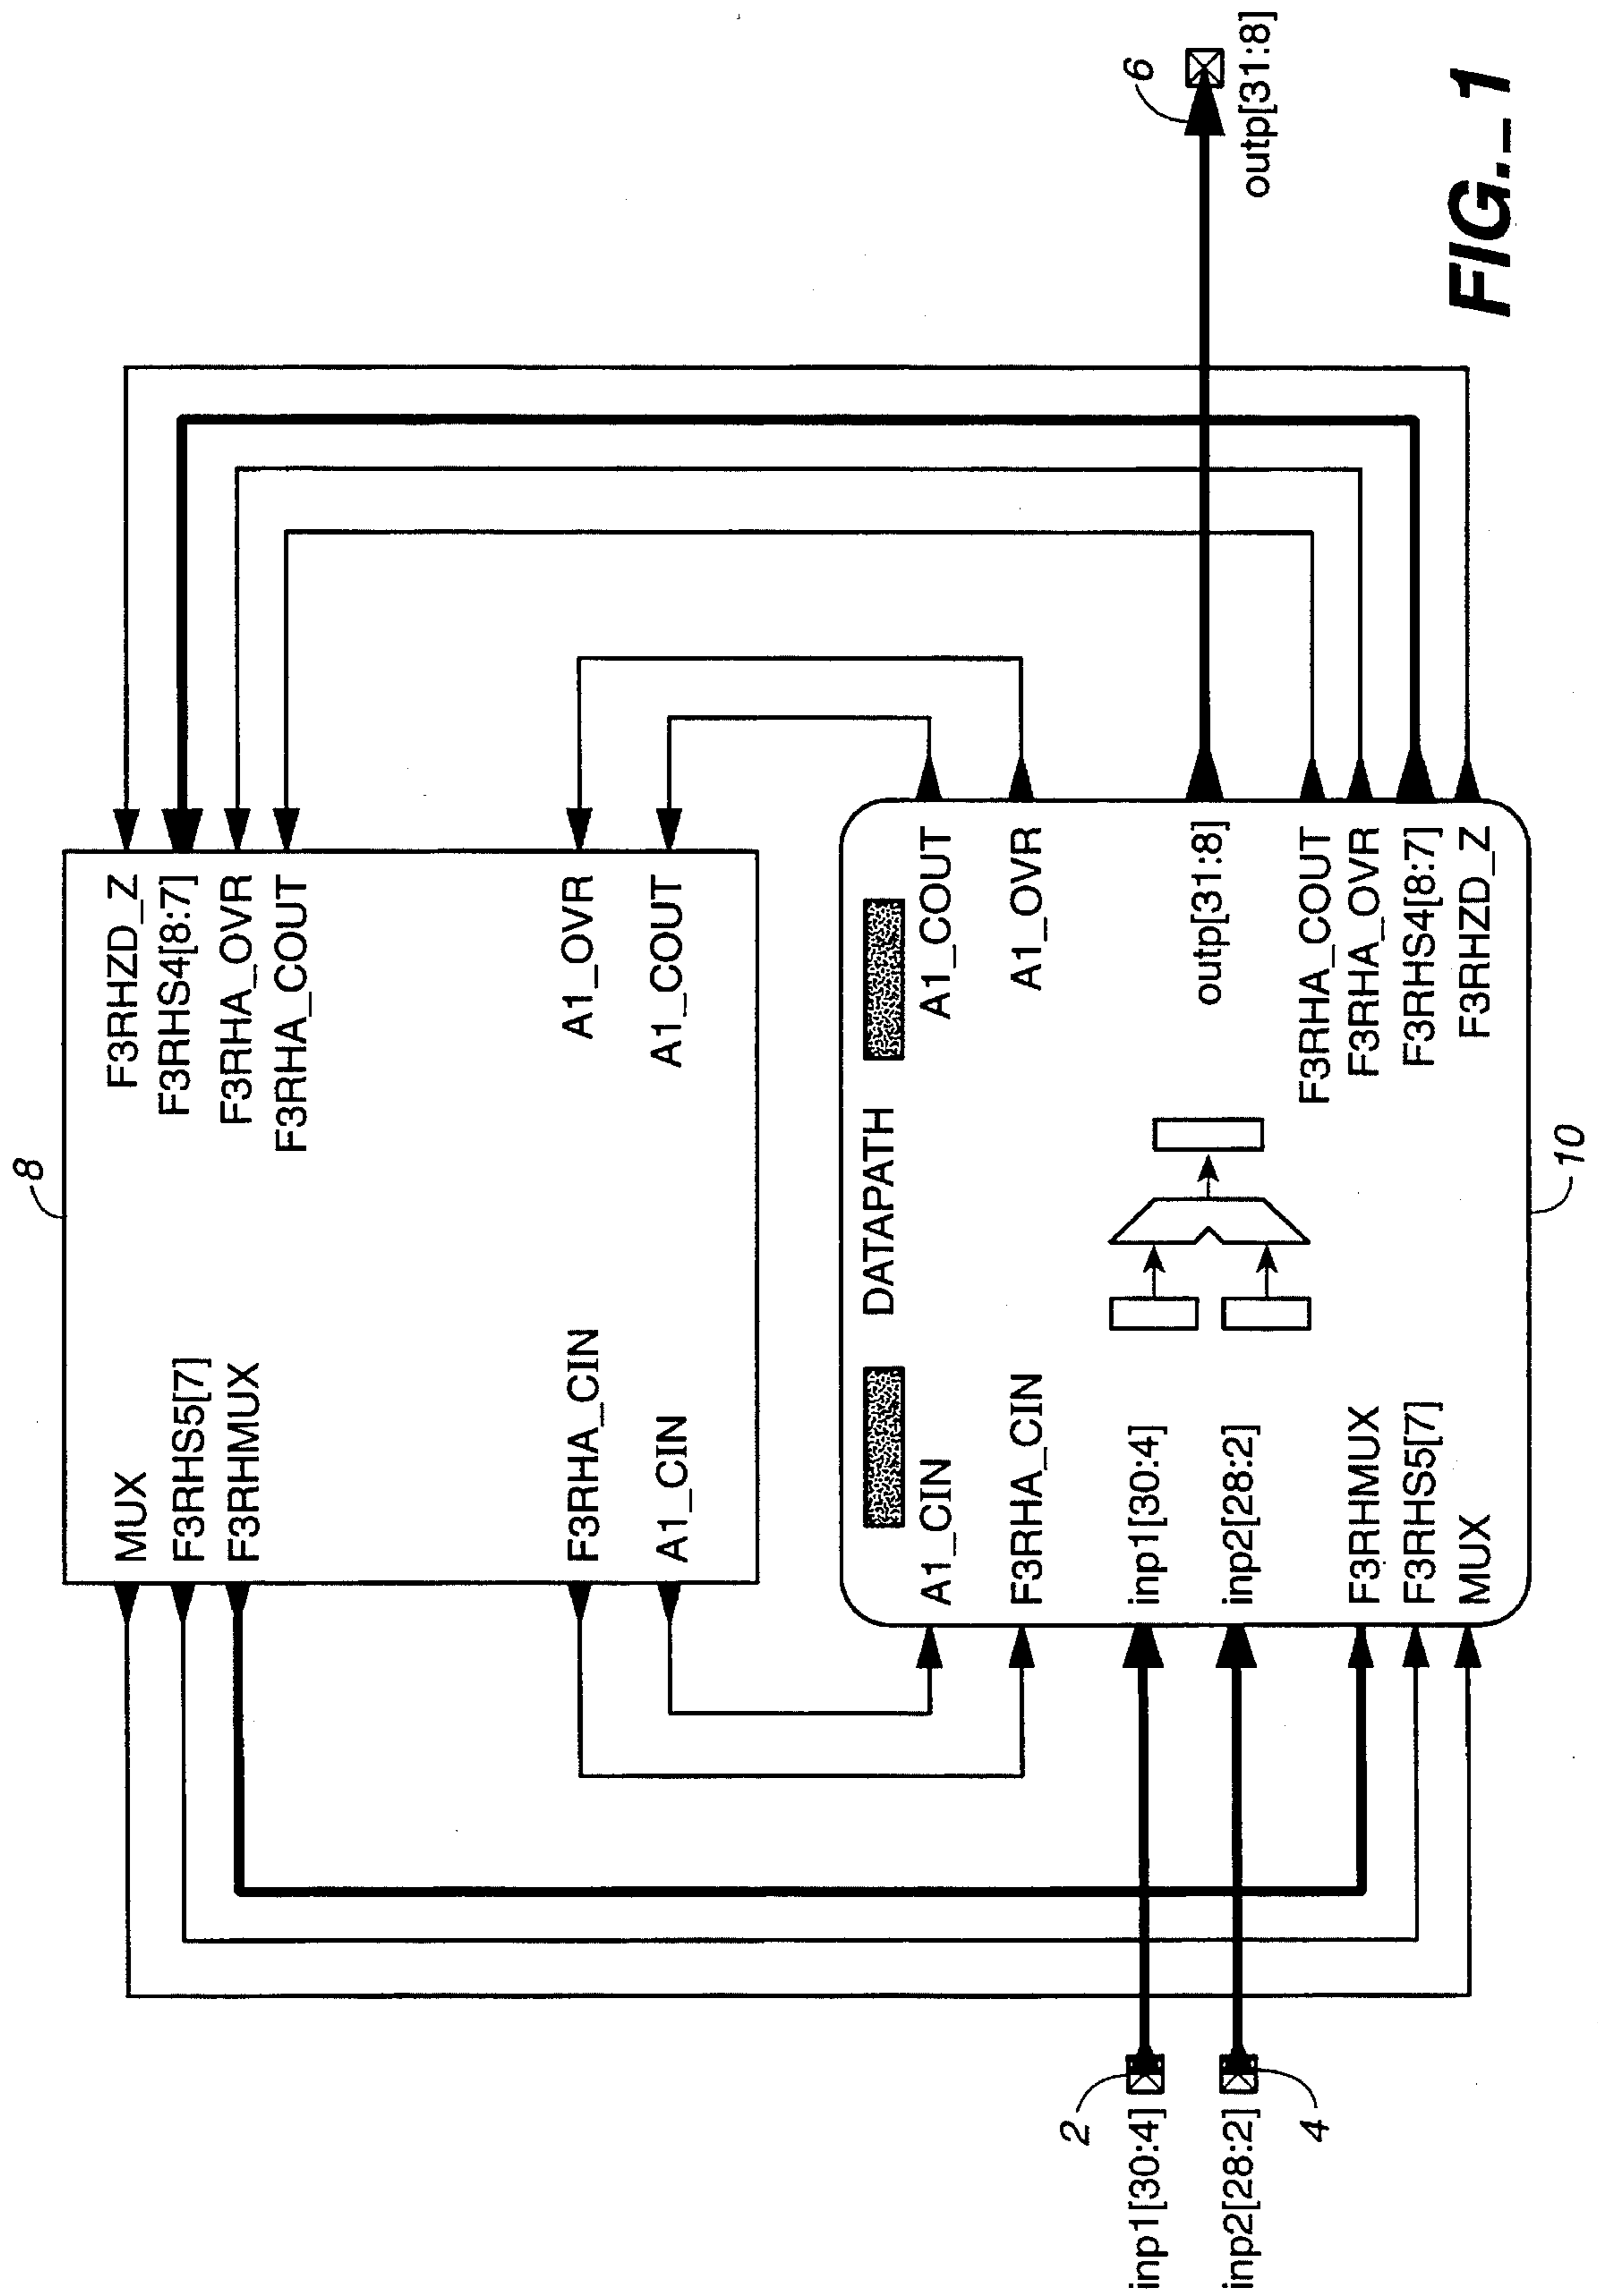 8
MUX
F3RHS5[7]
F3RHMUX
F3RHA_CIN
A1_CIN
F3RHZD_Z
F3RHS4[8:7]
F3RHA_OVR
F3RHA_COUT
A1_OVR
A1_COUT
DATAPATH
A1_CIN
F3RHA_CIN
inp1[30:4]
inp2[28:2]
F3RHMUX
F3RHS5[7]
MUX
A1_COUT
A1_OVR
outp[31:8]
F3RHA_COUT
F3RHA_OVR
F3RHS4[8:7]
F3RHZD_Z
10
2
inp1[30:4]
inp2[28:2]
4
6
outp[31:8]
FIG._1